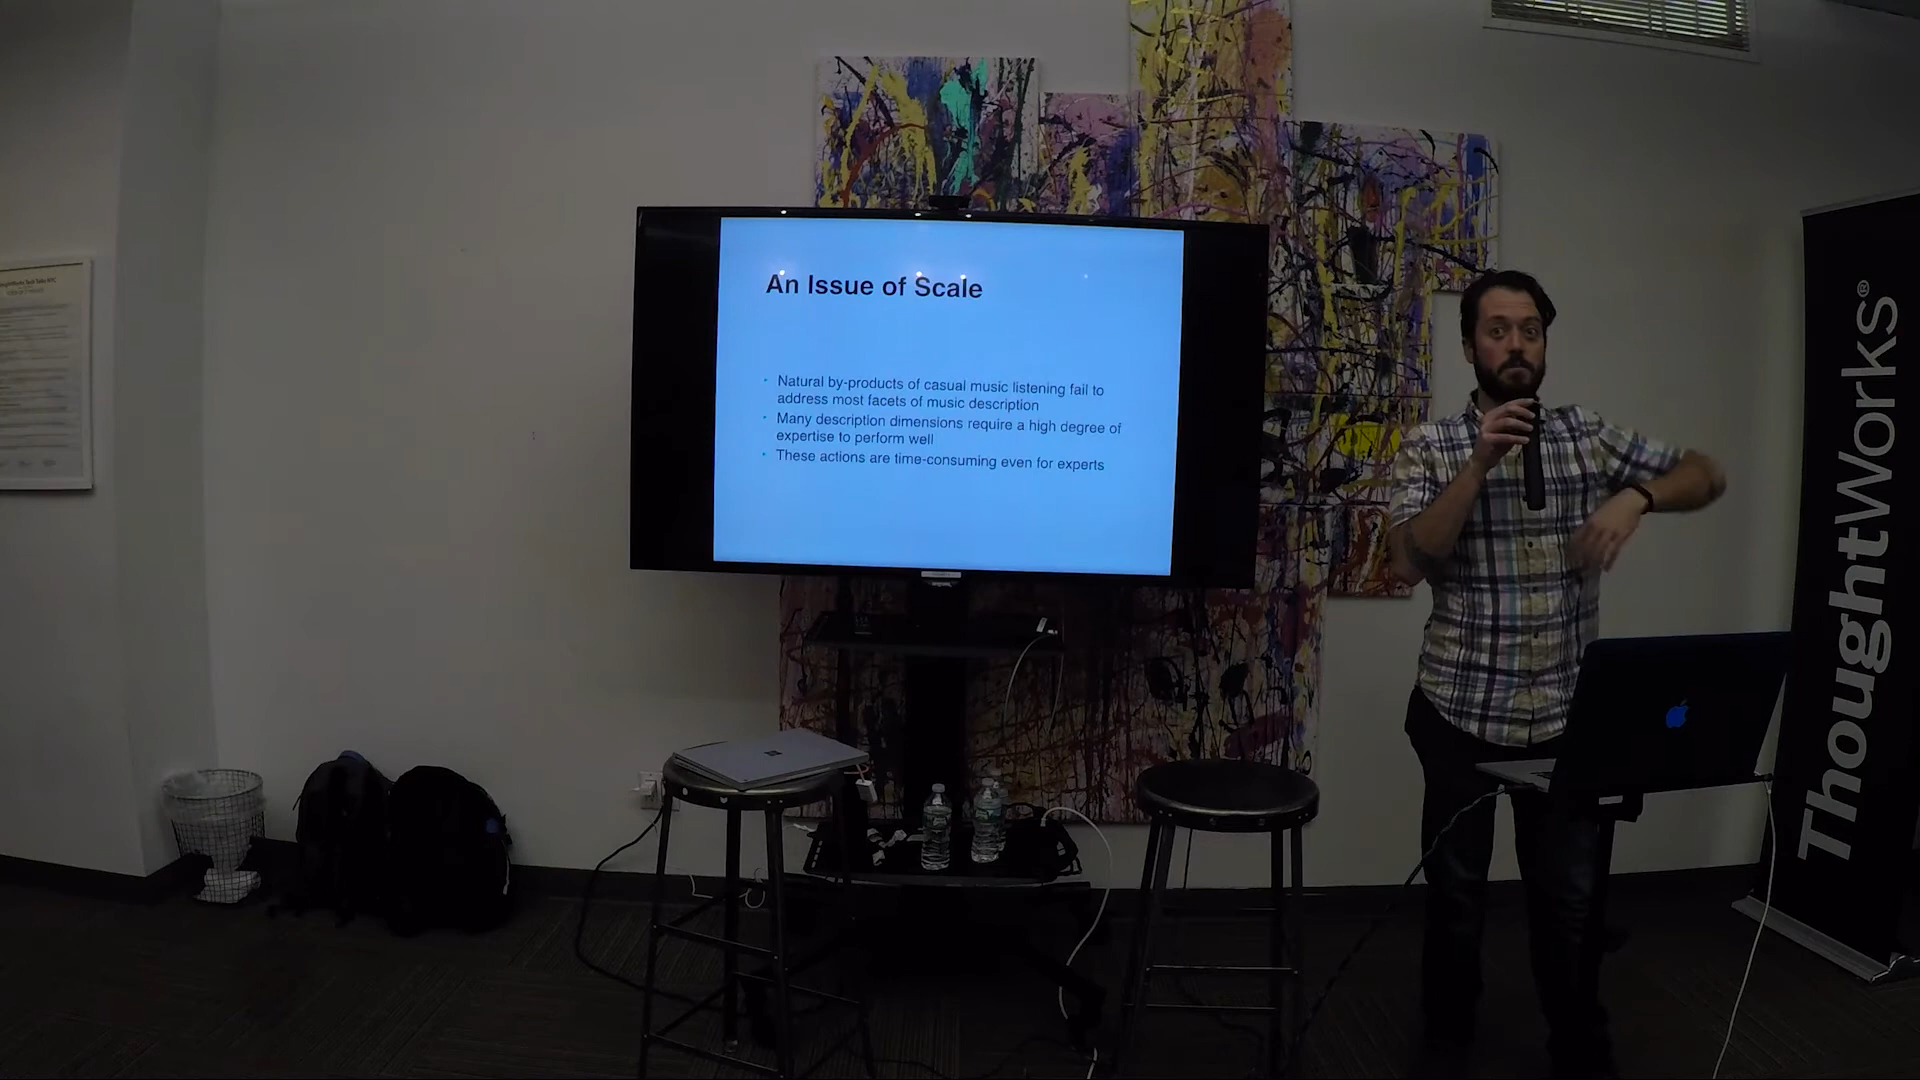 An Issue of Scale
Natural by-products of casual music listening fail to
address most facets of music description
Many description dimensions require a high degree of
expertise to perform well
These actions are time-consuming even for experts
ThoughtWorks®